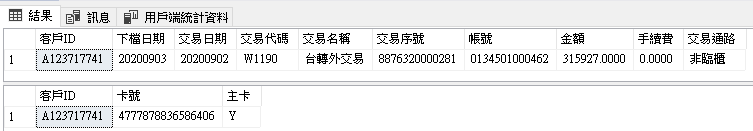 結果 訊息 用戶端統計資料
客戶ID 下檔日期 交易日期 交易代碼 交易名稱 交易序號 帳號 金額 手續費 交易通路
1 A123717741 20200903 20200902 W1190 台轉外交易 8876320000281 0134501000462 315927.0000 0.0000 非臨櫃
客戶ID 卡號 主卡
1 A123717741 4777878836586406 Y